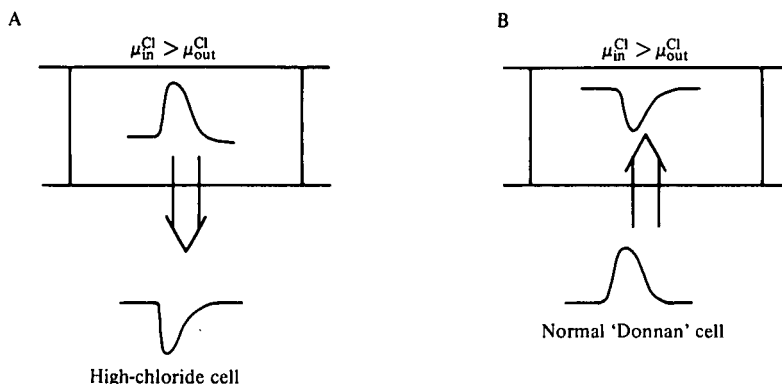 A
B
μ_in^Cl > μ_out^Cl
μ_in^Cl > μ_out^Cl
Normal 'Donnan' cell
High-chloride cell